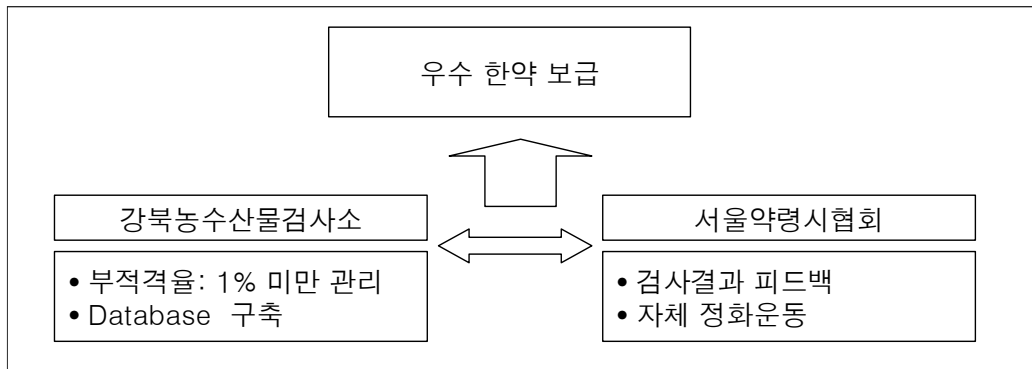 우수 한약 보급
강북농수산물검사소
• 부적격율: 1% 미만 관리
• Database 구축
서울약령시협회
• 검사결과 피드백
• 자체 정화운동